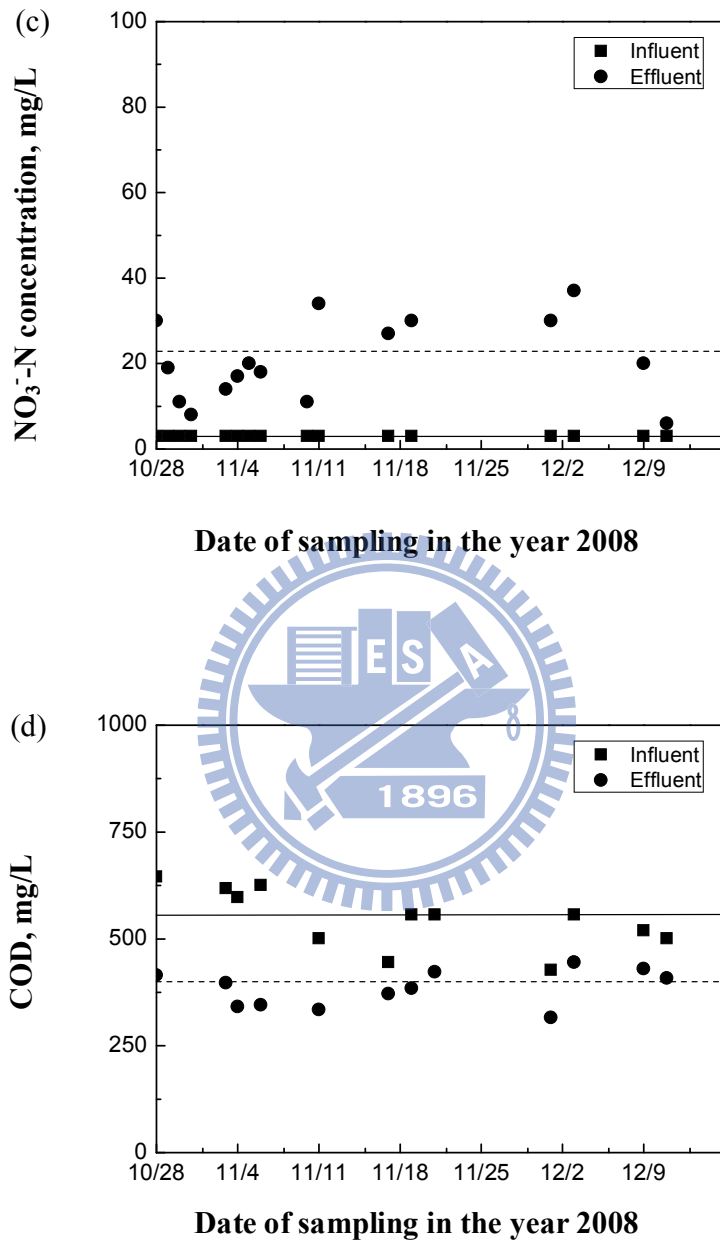 (c)
100
80
60
40
20
0
NO₃⁻-N concentration, mg/L
Influent
Effluent
10/28 11/4 11/11 11/18 11/25 12/2 12/9
Date of sampling in the year 2008
E S A
1896
(d)
1000
750
500
250
0
COD, mg/L
Influent
Effluent
10/28 11/4 11/11 11/18 11/25 12/2 12/9
Date of sampling in the year 2008